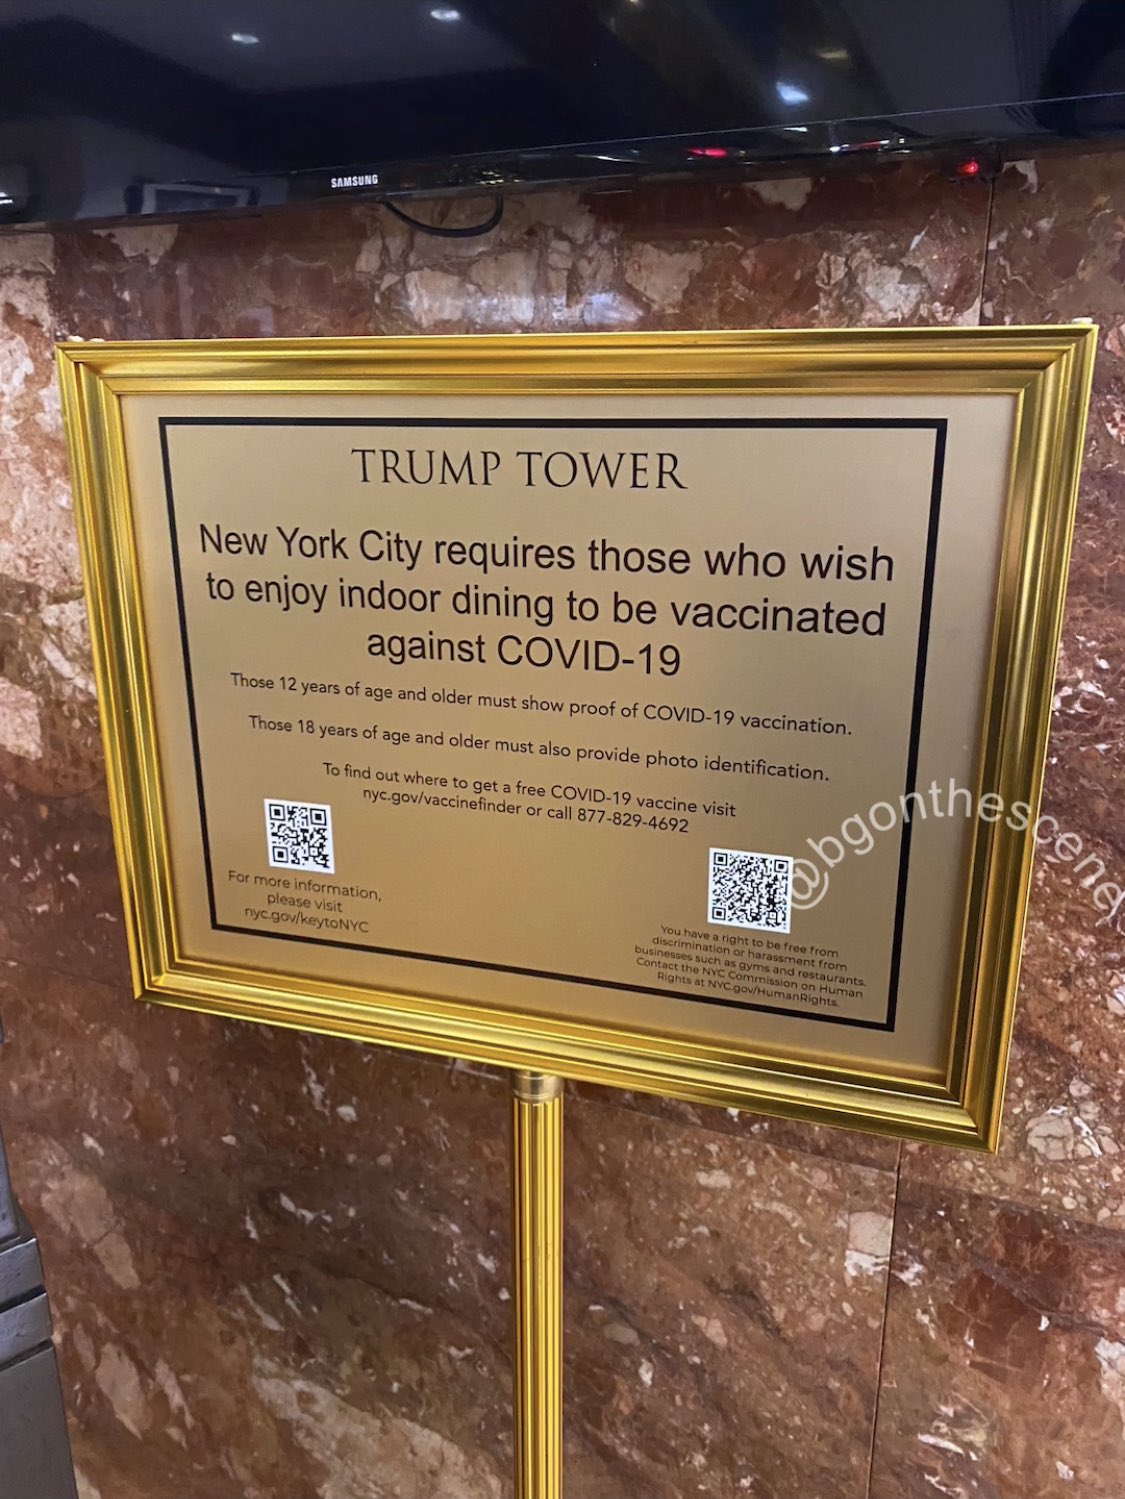 SAMSUNG
TRUMP TOWER
New York City requires those who wish
to enjoy indoor dining to be vaccinated
against COVID-19
Those 12 years of age and older must show proof of COVID-19 vaccination.
Those 18 years of age and older must also provide photo identification.
To find out where to get a free COVID-19 vaccine visit
nyc.gov/vaccinefinder or call 877-829-4692
For more information,
please visit
nyc.gov/keytoNYC
You have a right to be free from
discrimination or harassment from
businesses such as gyms and restaurants.
Contact the NYC Commission on Human
Rights at NYC.gov/HumanRights.
@bgonthescene